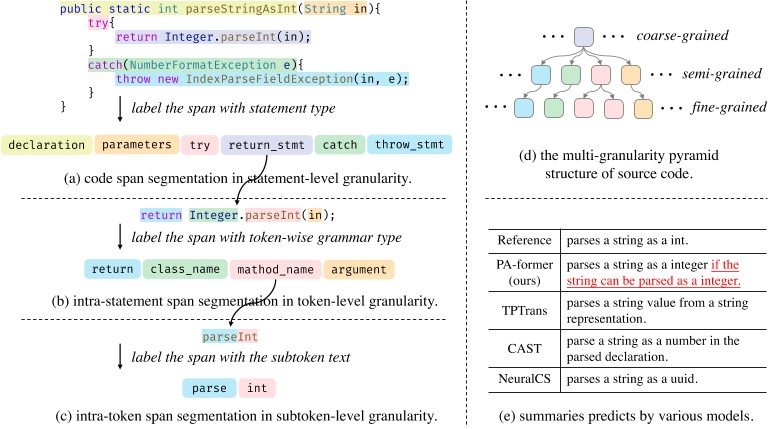 public static int parseStringAsInt(String in){
try{
return Integer.parseInt(in);
}
catch(NumberFormatException e){
throw new IndexParseFieldException(in, e);
}
}
label the span with statement type
declaration parameters try return_stmt catch throw_stmt
(a) code span segmentation in statement-level granularity.
return Integer.parseInt(in);
label the span with token-wise grammar type
return class_name mathod_name argument
(b) intra-statement span segmentation in token-level granularity.
parseInt
label the span with the subtoken text
parse int
(c) intra-token span segmentation in subtoken-level granularity.
• • • • • • coarse-grained
• • • • • • semi-grained
• • • • • • fine-grained
(d) the multi-granularity pyramid
structure of source code.
Reference parses a string as a int.
PA-former (ours) parses a string as a integer if the
string can be parsed as a integer.
TPTrans parses a string value from a string
representation.
CAST parse a string as a number in the
parsed declaration.
NeuralCS parses a string as a uuid.
(e) summaries predicts by various models.